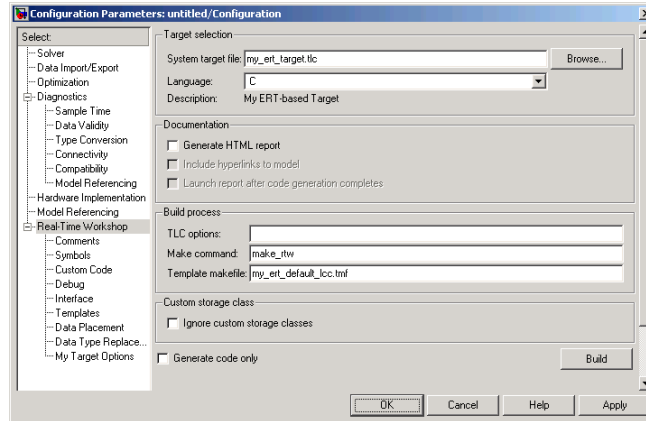 Configuration Parameters: untitled/Configuration
Select:
Solver
Data Import/Export
Optimization
Diagnostics
Sample Time
Data Validity
Type Conversion
Connectivity
Compatibility
Model Referencing
Hardware Implementation
Model Referencing
Real-Time Workshop
Comments
Symbols
Custom Code
Debug
Interface
Templates
Data Placement
Data Type Replace...
My Target Options
Target selection
System target file: my_ert_target.tlc Browse...
Language: C
Description: My ERT-based Target
Documentation
Generate HTML report
Include hyperlinks to model
Launch report after code generation completes
Build process
TLC options:
Make command: make_rtw
Template makefile: my_ert_default_lcc.tmf
Custom storage class
Ignore custom storage classes
Generate code only Build
OK Cancel Help Apply